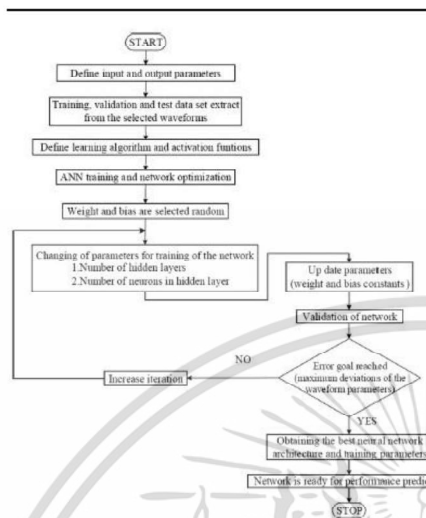 START
Define input and output parameters
Training, validation and test data set extract
from the selected waveforms
Define learning algorithm and activation funtions
ANN training and network optimization
Weight and bias are selected random
Changing of parameters for training of the network
1.Number of hidden layers
2.Number of neurons in hidden layer
Up date parameters
(weight and bias constants)
Validation of network
Error goal reached
(maximum deviations of the
waveform parameters)
NO
Increase iteration
YES
Obtaining the best neural network
architecture and training parameters
Network is ready for performance predic
STOP